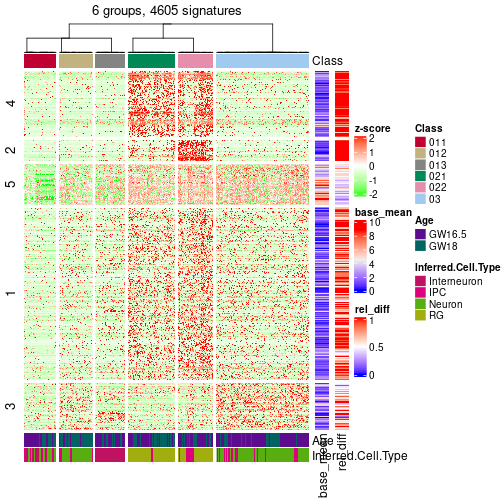 6 groups, 4605 signatures
Class
4
2
5
1
3
z-score
2
1
0
-1
-2
base_mean
10
8
6
4
2
0
rel_diff
1
0.5
0
Class
011
012
013
021
022
03
Age
GW16.5
GW18
Inferred.Cell.Type
Interneuron
IPC
Neuron
RG
Age
Inferred.Cell.Type
base_mean
rel_diff